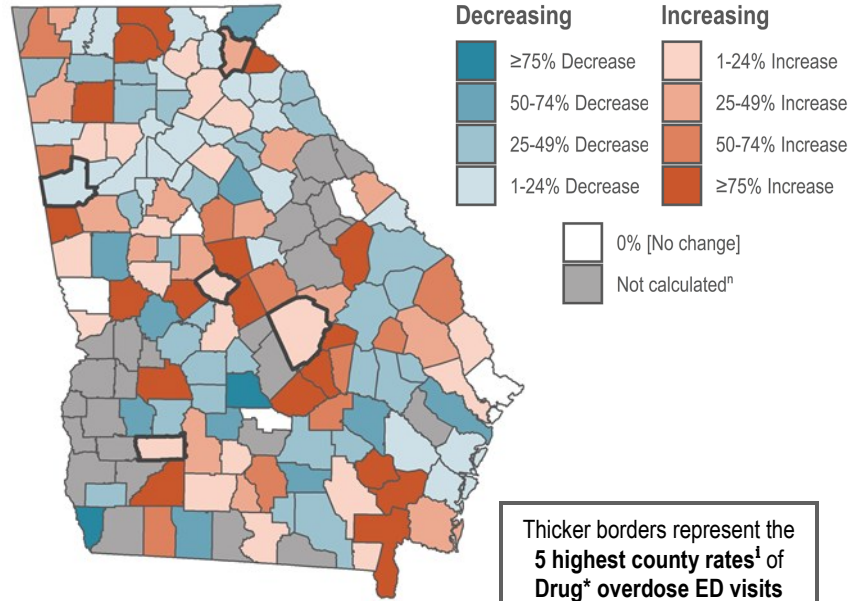 Decreasing
≥75% Decrease
50-74% Decrease
25-49% Decrease
1-24% Decrease
Increasing
1-24% Increase
25-49% Increase
50-74% Increase
≥75% Increase
0% [No change]
Not calculatedⁿ
Thicker borders represent the
5 highest county ratesⁱ of
Drug* overdose ED visits